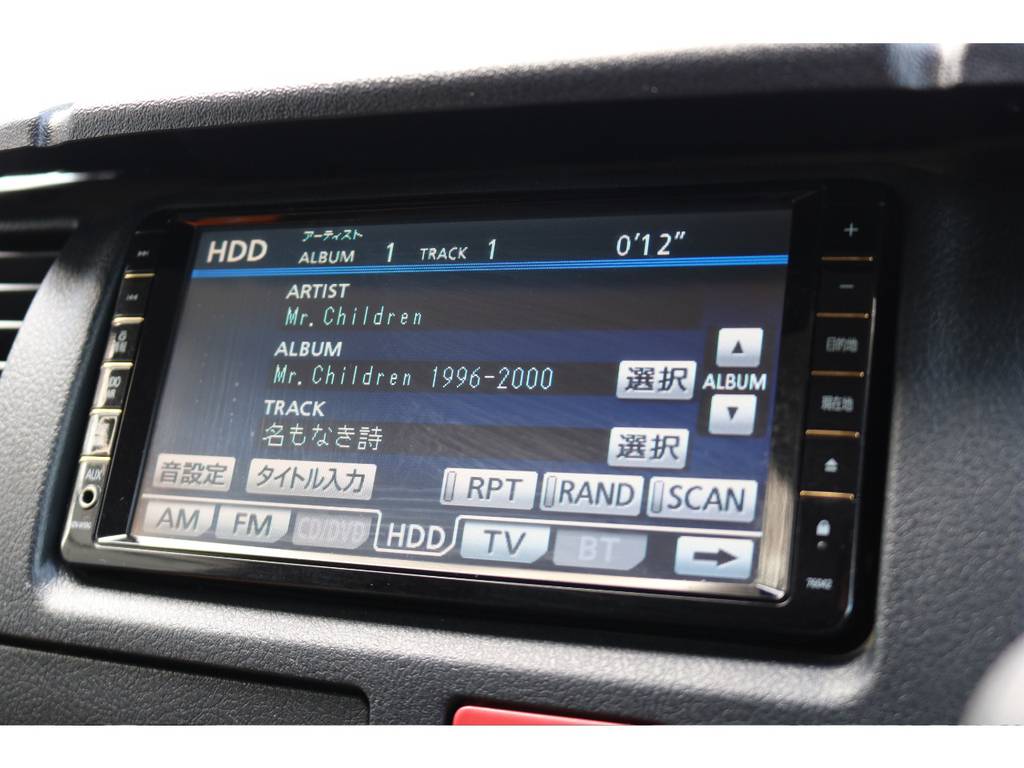 HDD アーティスト
ALBUM 1 TRACK 1 0'12"
ARTIST
Mr.Children
ALBUM
Mr.Children 1996-2000 選択 ALBUM
TRACK
名もなき詩 選択
音設定 タイトル入力 RPT RAND SCAN
AM FM CD/DVD HDD TV BT
AUX
+
−
目的地
現在地
76042